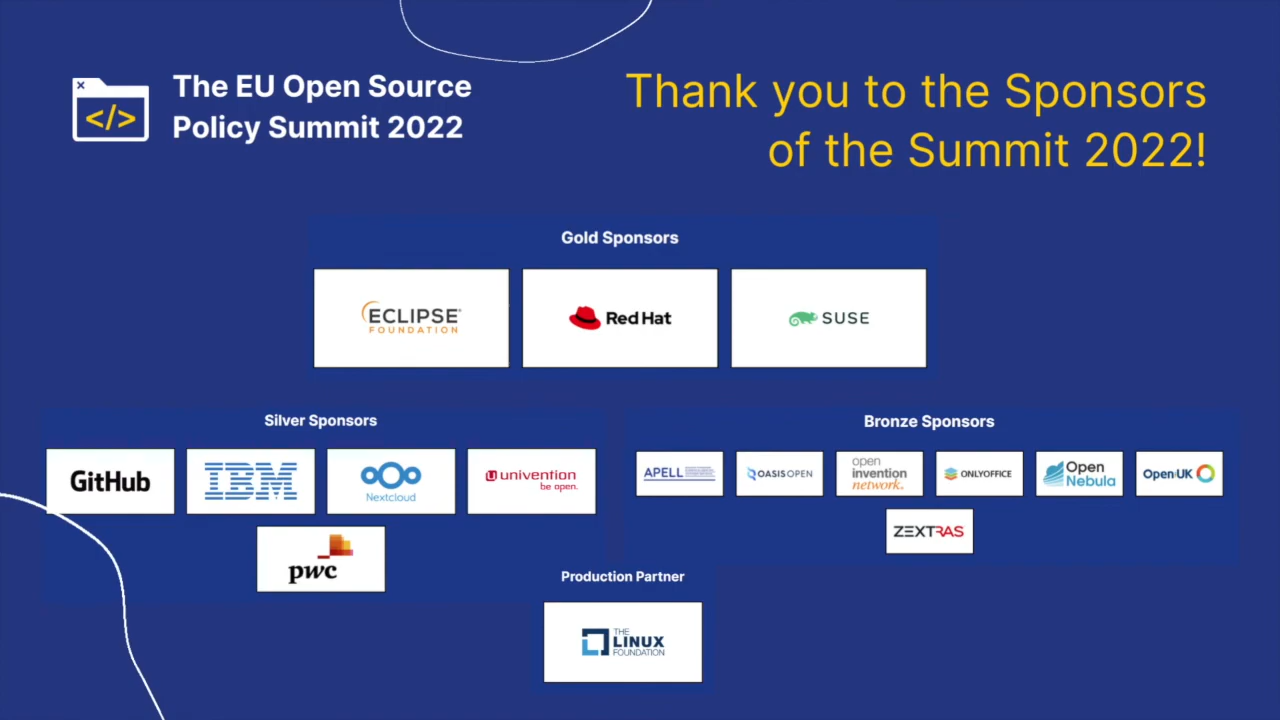 The EU Open Source
Policy Summit 2022
</>
Thank you to the Sponsors
of the Summit 2022!
Gold Sponsors
ECLIPSE
FOUNDATION
Red Hat
SUSE
Silver Sponsors
GitHub
IBM
Nextcloud
univention
be open.
pwc
Bronze Sponsors
APELL
OASIS OPEN
open
invention
network.
ONLYOFFICE
Open
Nebula
OpenUK
ZEXTRAS
Production Partner
THE
LINUX
FOUNDATION